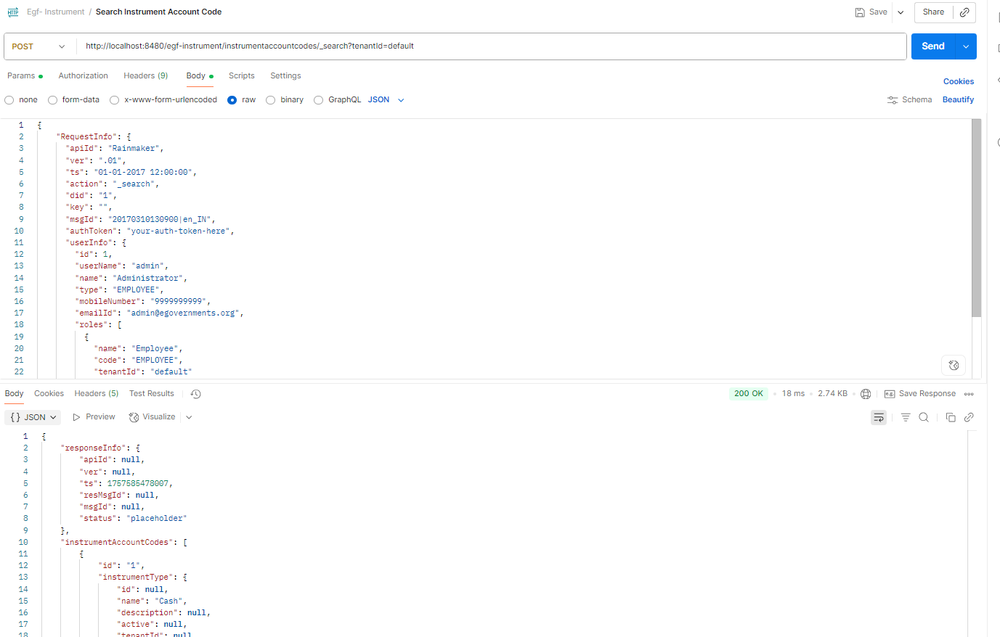 HTTP Egf- Instrument / Search Instrument Account Code Save Share
POST http://localhost:8480/egf-instrument/instrumentaccountcodes/_search?tenantId=default Send
Params Authorization Headers (9) Body Scripts Settings Cookies
none form-data x-www-form-urlencoded raw binary GraphQL JSON Schema Beautify
1 {
2 "RequestInfo": {
3 "apiId": "Rainmaker",
4 "ver": ".01",
5 "ts": "01-01-2017 12:00:00",
6 "action": "_search",
7 "did": "1",
8 "key": "",
9 "msgId": "20170310130900|en_IN",
10 "authToken": "your-auth-token-here",
11 "userInfo": {
12 "id": 1,
13 "userName": "admin",
14 "name": "Administrator",
15 "type": "EMPLOYEE",
16 "mobileNumber": "9999999999",
17 "emailId": "admin@egovernments.org",
18 "roles": [
19 {
20 "name": "Employee",
21 "code": "EMPLOYEE",
22 "tenantId": "default"
Body Cookies Headers (5) Test Results 200 OK 18 ms 2.74 KB e.g. Save Response
{} JSON Preview Visualize
1 {
2 "responseInfo": {
3 "apiId": null,
4 "ver": null,
5 "ts": 1757585478007,
6 "resMsgId": null,
7 "msgId": null,
8 "status": "placeholder"
9 },
10 "instrumentAccountCodes": [
11 {
12 "id": "1",
13 "instrumentType": {
14 "id": null,
15 "name": "Cash",
16 "description": null,
17 "active": null,
18 "tenantId": null